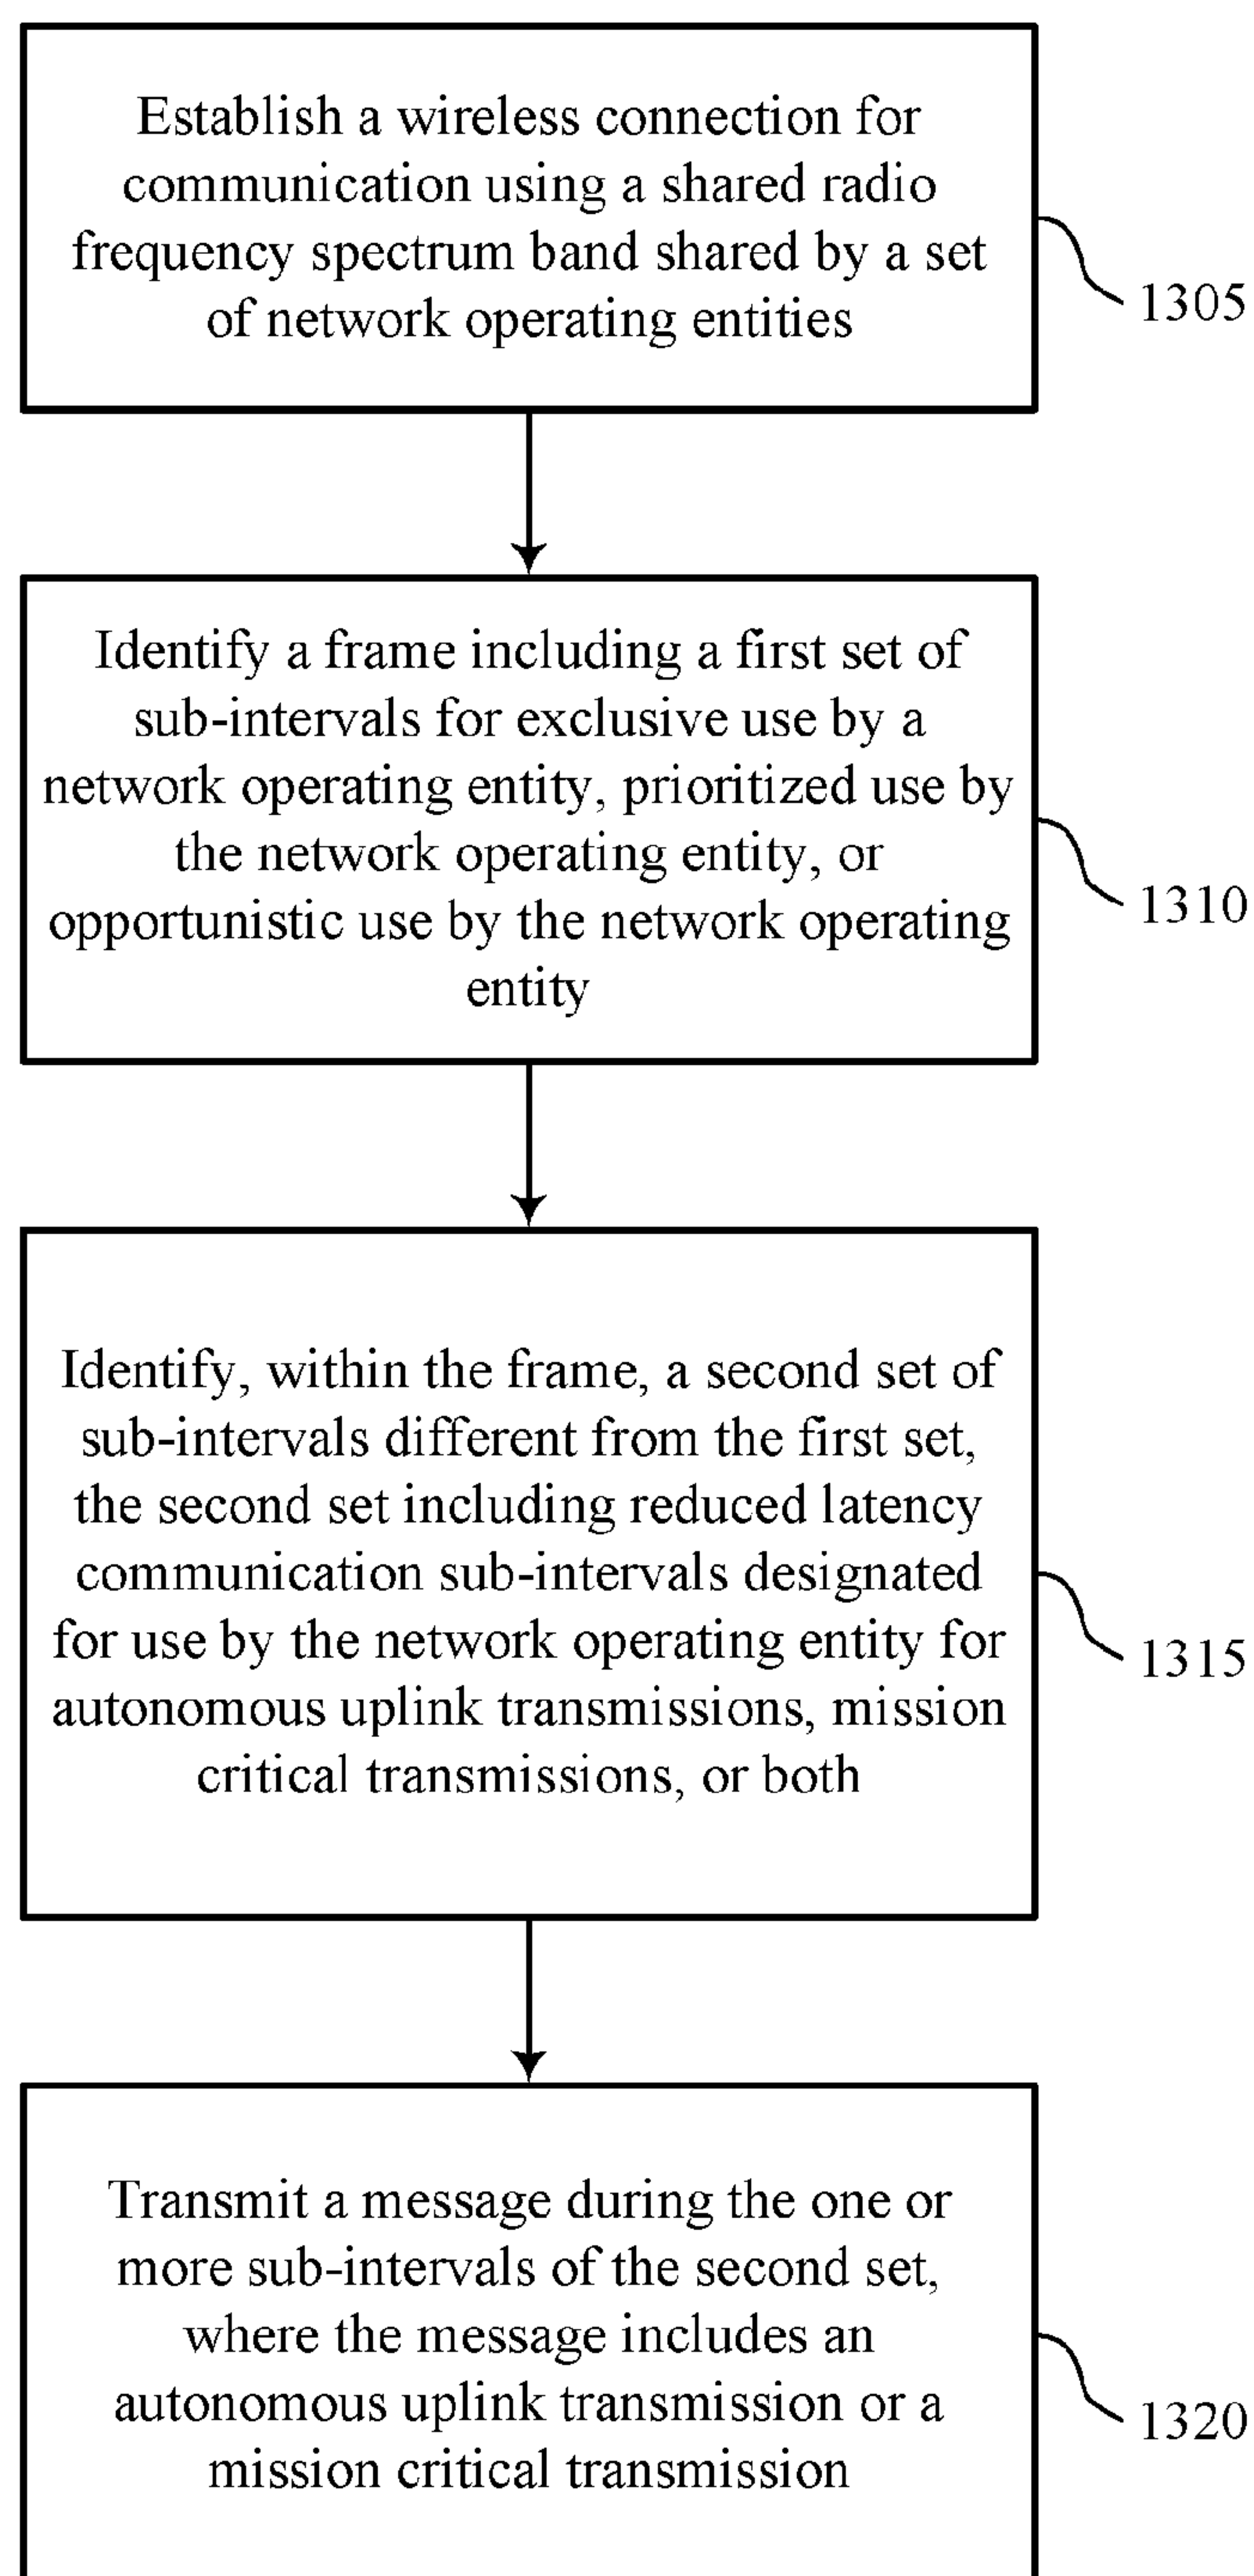 Establish a wireless connection for
communication using a shared radio
frequency spectrum band shared by a set
of network operating entities
1305
Identify a frame including a first set of
sub-intervals for exclusive use by a
network operating entity, prioritized use by
the network operating entity, or
opportunistic use by the network operating
entity
1310
Identify, within the frame, a second set of
sub-intervals different from the first set,
the second set including reduced latency
communication sub-intervals designated
for use by the network operating entity for
autonomous uplink transmissions, mission
critical transmissions, or both
1315
Transmit a message during the one or
more sub-intervals of the second set,
where the message includes an
autonomous uplink transmission or a
mission critical transmission
1320